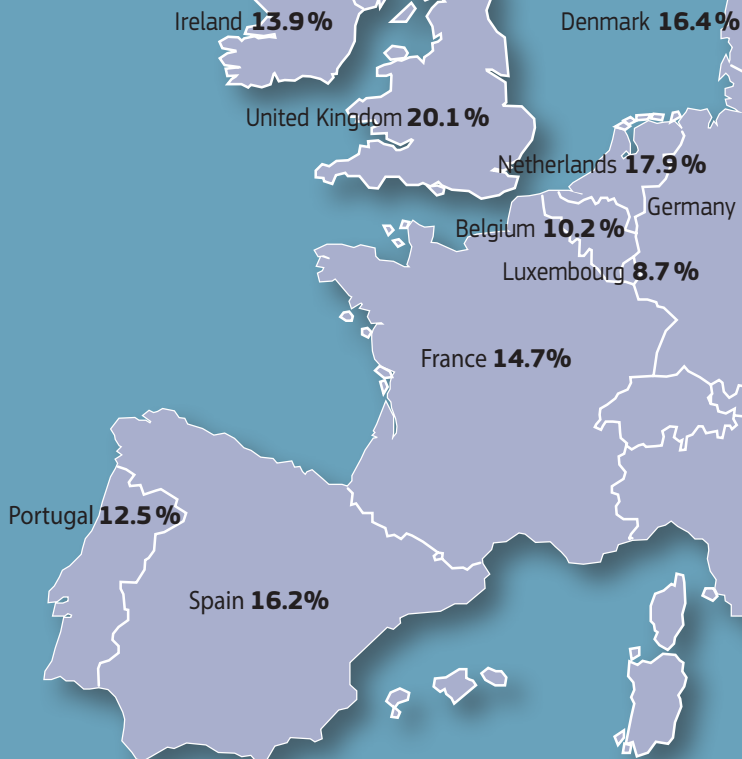 Ireland 13.9%
Denmark 16.4%
United Kingdom 20.1%
Netherlands 17.9%
Germany
Belgium 10.2%
Luxembourg 8.7%
France 14.7%
Portugal 12.5%
Spain 16.2%